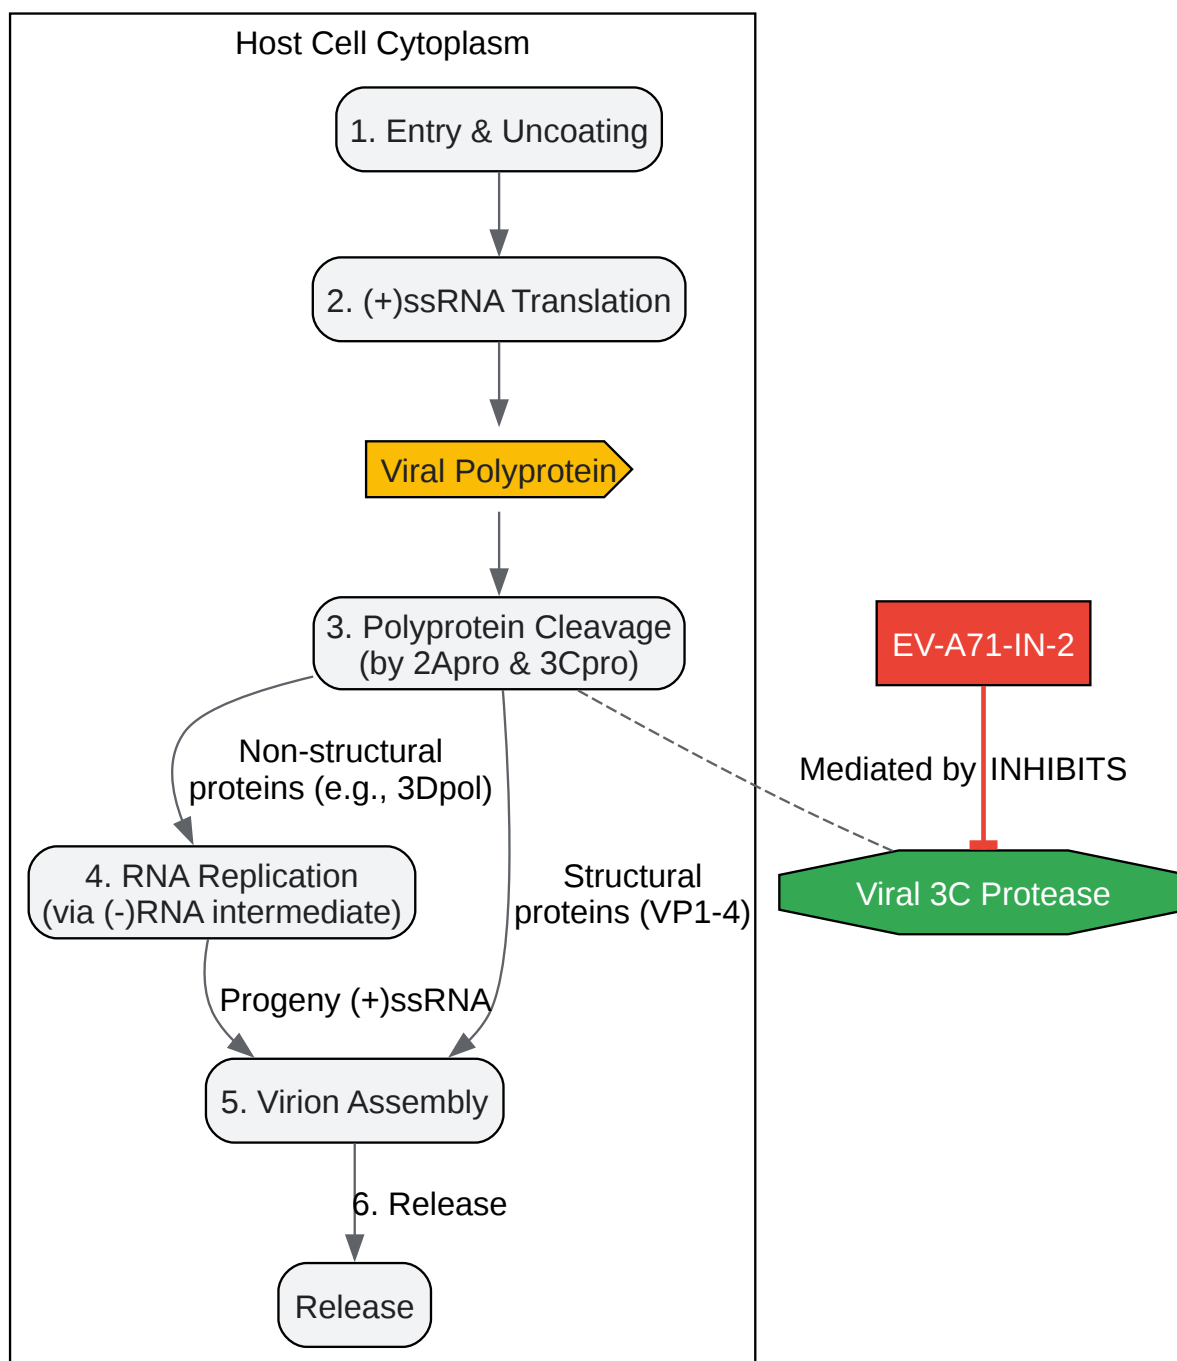 Host Cell Cytoplasm
1. Entry & Uncoating
2. (+)ssRNA Translation
Viral Polyprotein
3. Polyprotein Cleavage
(by 2Apro & 3Cpro)
EV-A71-IN-2
Non-structural
proteins (e.g., 3Dpol)
Mediated by
INHIBITS
4. RNA Replication
(via (-)RNA intermediate)
Structural
proteins (VP1-4)
Viral 3C Protease
Progeny (+)ssRNA
5. Virion Assembly
6. Release
Release